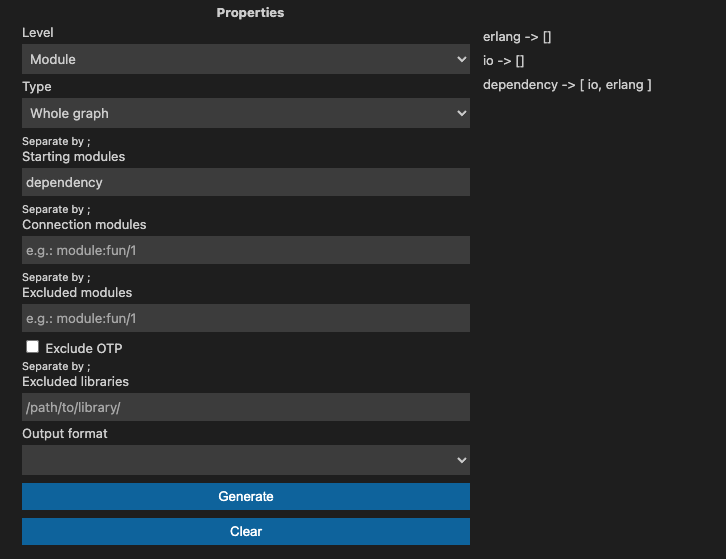 Properties
Level
Module
Type
Whole graph
Separate by ;
Starting modules
dependency
Separate by ;
Connection modules
e.g.: module:fun/1
Separate by ;
Excluded modules
e.g.: module:fun/1
Exclude OTP
Separate by ;
Excluded libraries
/path/to/library/
Output format
Generate
Clear
erlang -> []
io -> []
dependency -> [ io, erlang ]